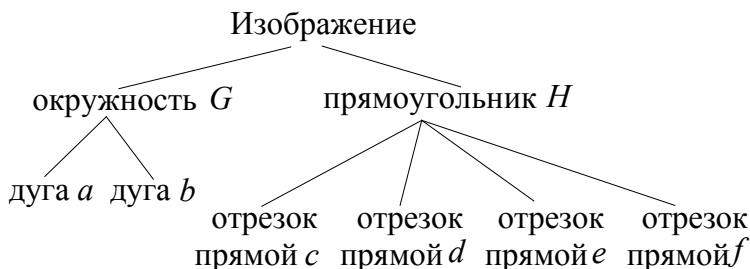 Изображение
окружность G прямоугольник H
дуга a дуга b
отрезок отрезок отрезок отрезок
прямой c прямой d прямой e прямой f